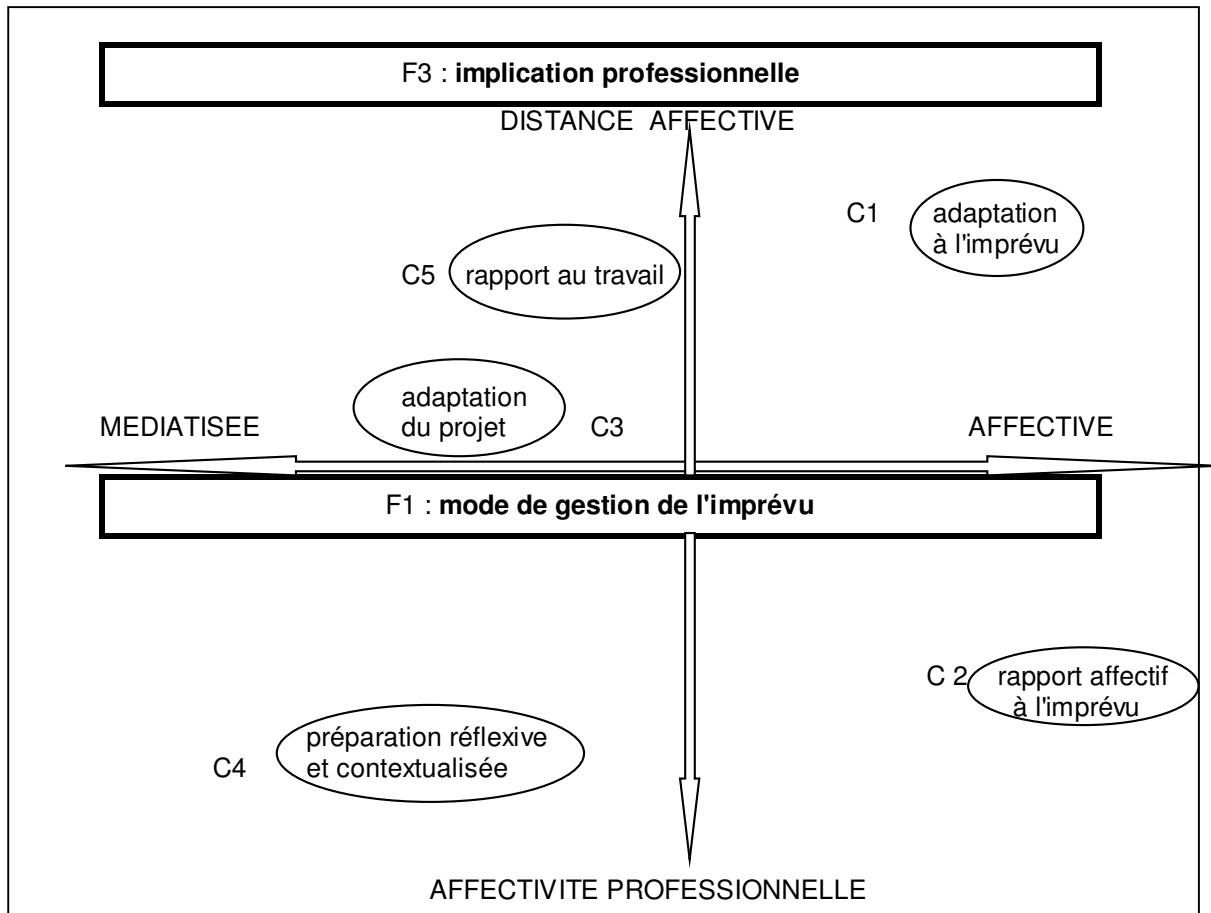 F3 : implication professionnelle
DISTANCE AFFECTIVE
C1
adaptation
à l'imprévu
C5
rapport au travail
adaptation
du projet
C3
MEDIATISEE
AFFECTIVE
F1 : mode de gestion de l'imprévu
C 2
rapport affectif
à l'imprévu
C4
préparation réflexive
et contextualisée
AFFECTIVITE PROFESSIONNELLE